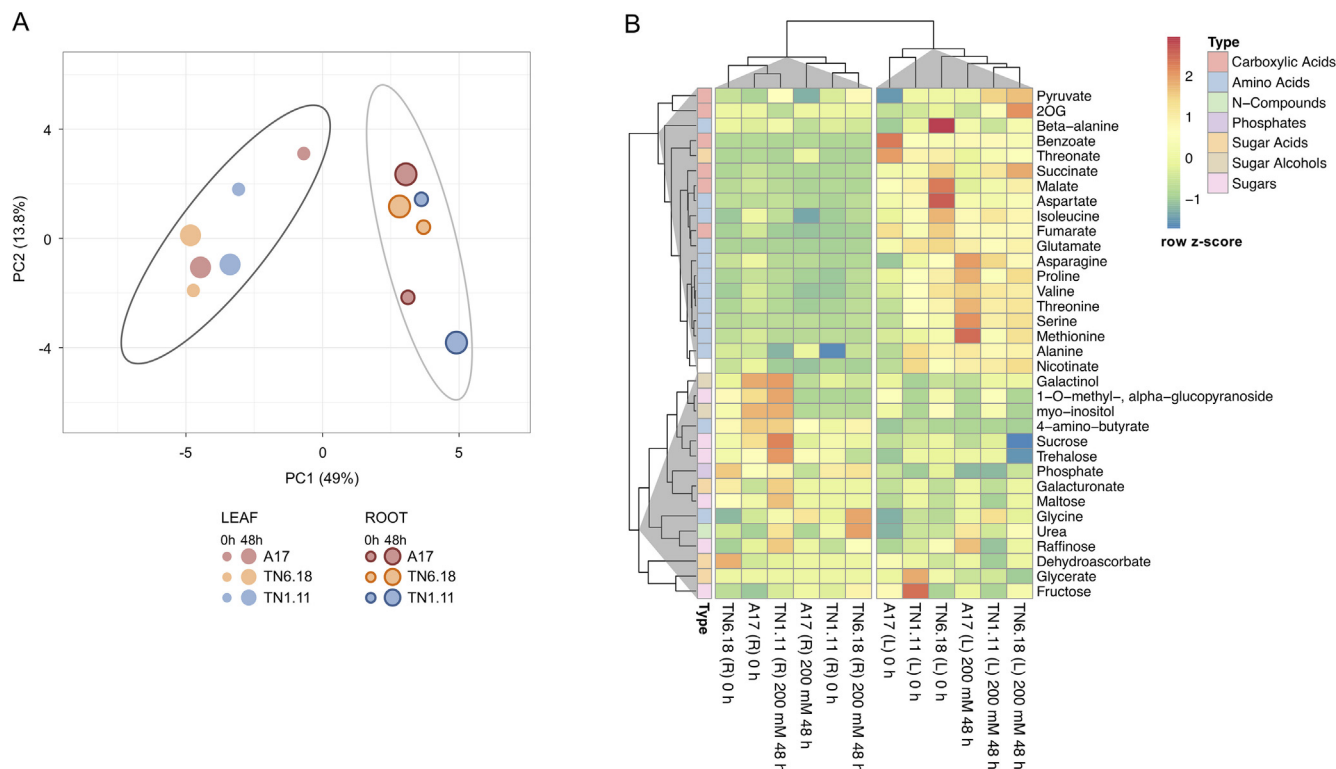 A
4
0
-4
PC2 (13.8%)
-5
0
5
PC1 (49%)
LEAF
0h 48h
A17
TN6.18
TN1.11
ROOT
0h 48h
A17
TN6.18
TN1.11
B
Pyruvate
2OG
Beta−alanine
Benzoate
Threonate
Succinate
Malate
Aspartate
Isoleucine
Fumarate
Glutamate
Asparagine
Proline
Valine
Threonine
Serine
Methionine
Alanine
Nicotinate
Galactinol
1−O−methyl−, alpha−glucopyranoside
myo−inositol
4−amino−butyrate
Sucrose
Trehalose
Phosphate
Galacturonate
Maltose
Glycine
Urea
Raffinose
Dehydroascorbate
Glycerate
Fructose
Type
TN6.18 (R) 0 h
A17 (R) 0 h
TN1.11 (R) 200 mM 48 h
A17 (R) 200 mM 48 h
TN1.11 (R) 0 h
TN6.18 (R) 200 mM 48 h
A17 (L) 0 h
TN1.11 (L) 0 h
TN6.18 (L) 0 h
A17 (L) 200 mM 48 h
TN1.11 (L) 200 mM 48 h
TN6.18 (L) 200 mM 48 h
2
1
0
−1
row z−score
Type
Carboxylic Acids
Amino Acids
N−Compounds
Phosphates
Sugar Acids
Sugar Alcohols
Sugars